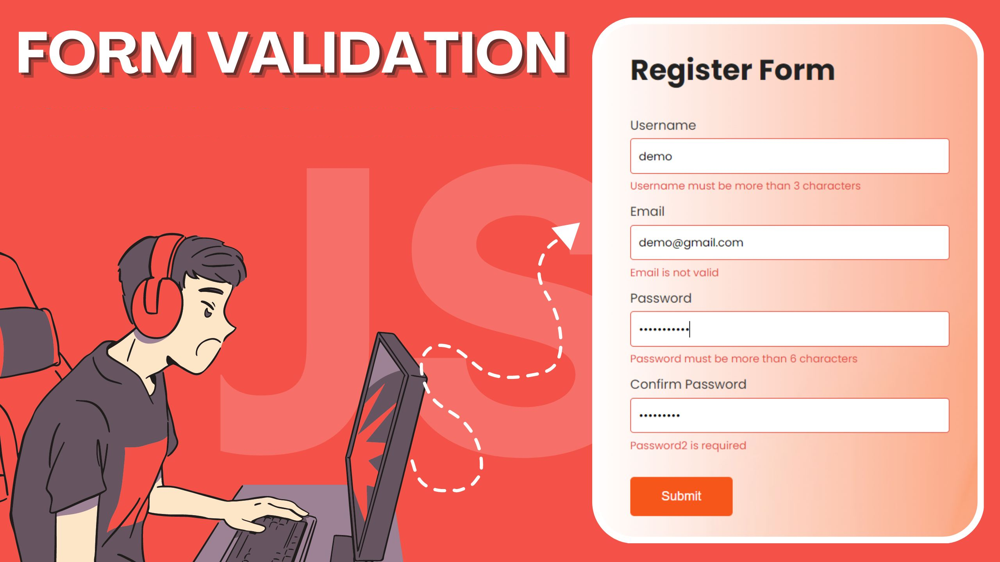 FORM VALIDATION
JS
Register Form
Username
demo
Username must be more than 3 characters
Email
demo@gmail.com
Email is not valid
Password
•••••••••••
Password must be more than 6 characters
Confirm Password
•••••••••
Password2 is required
Submit